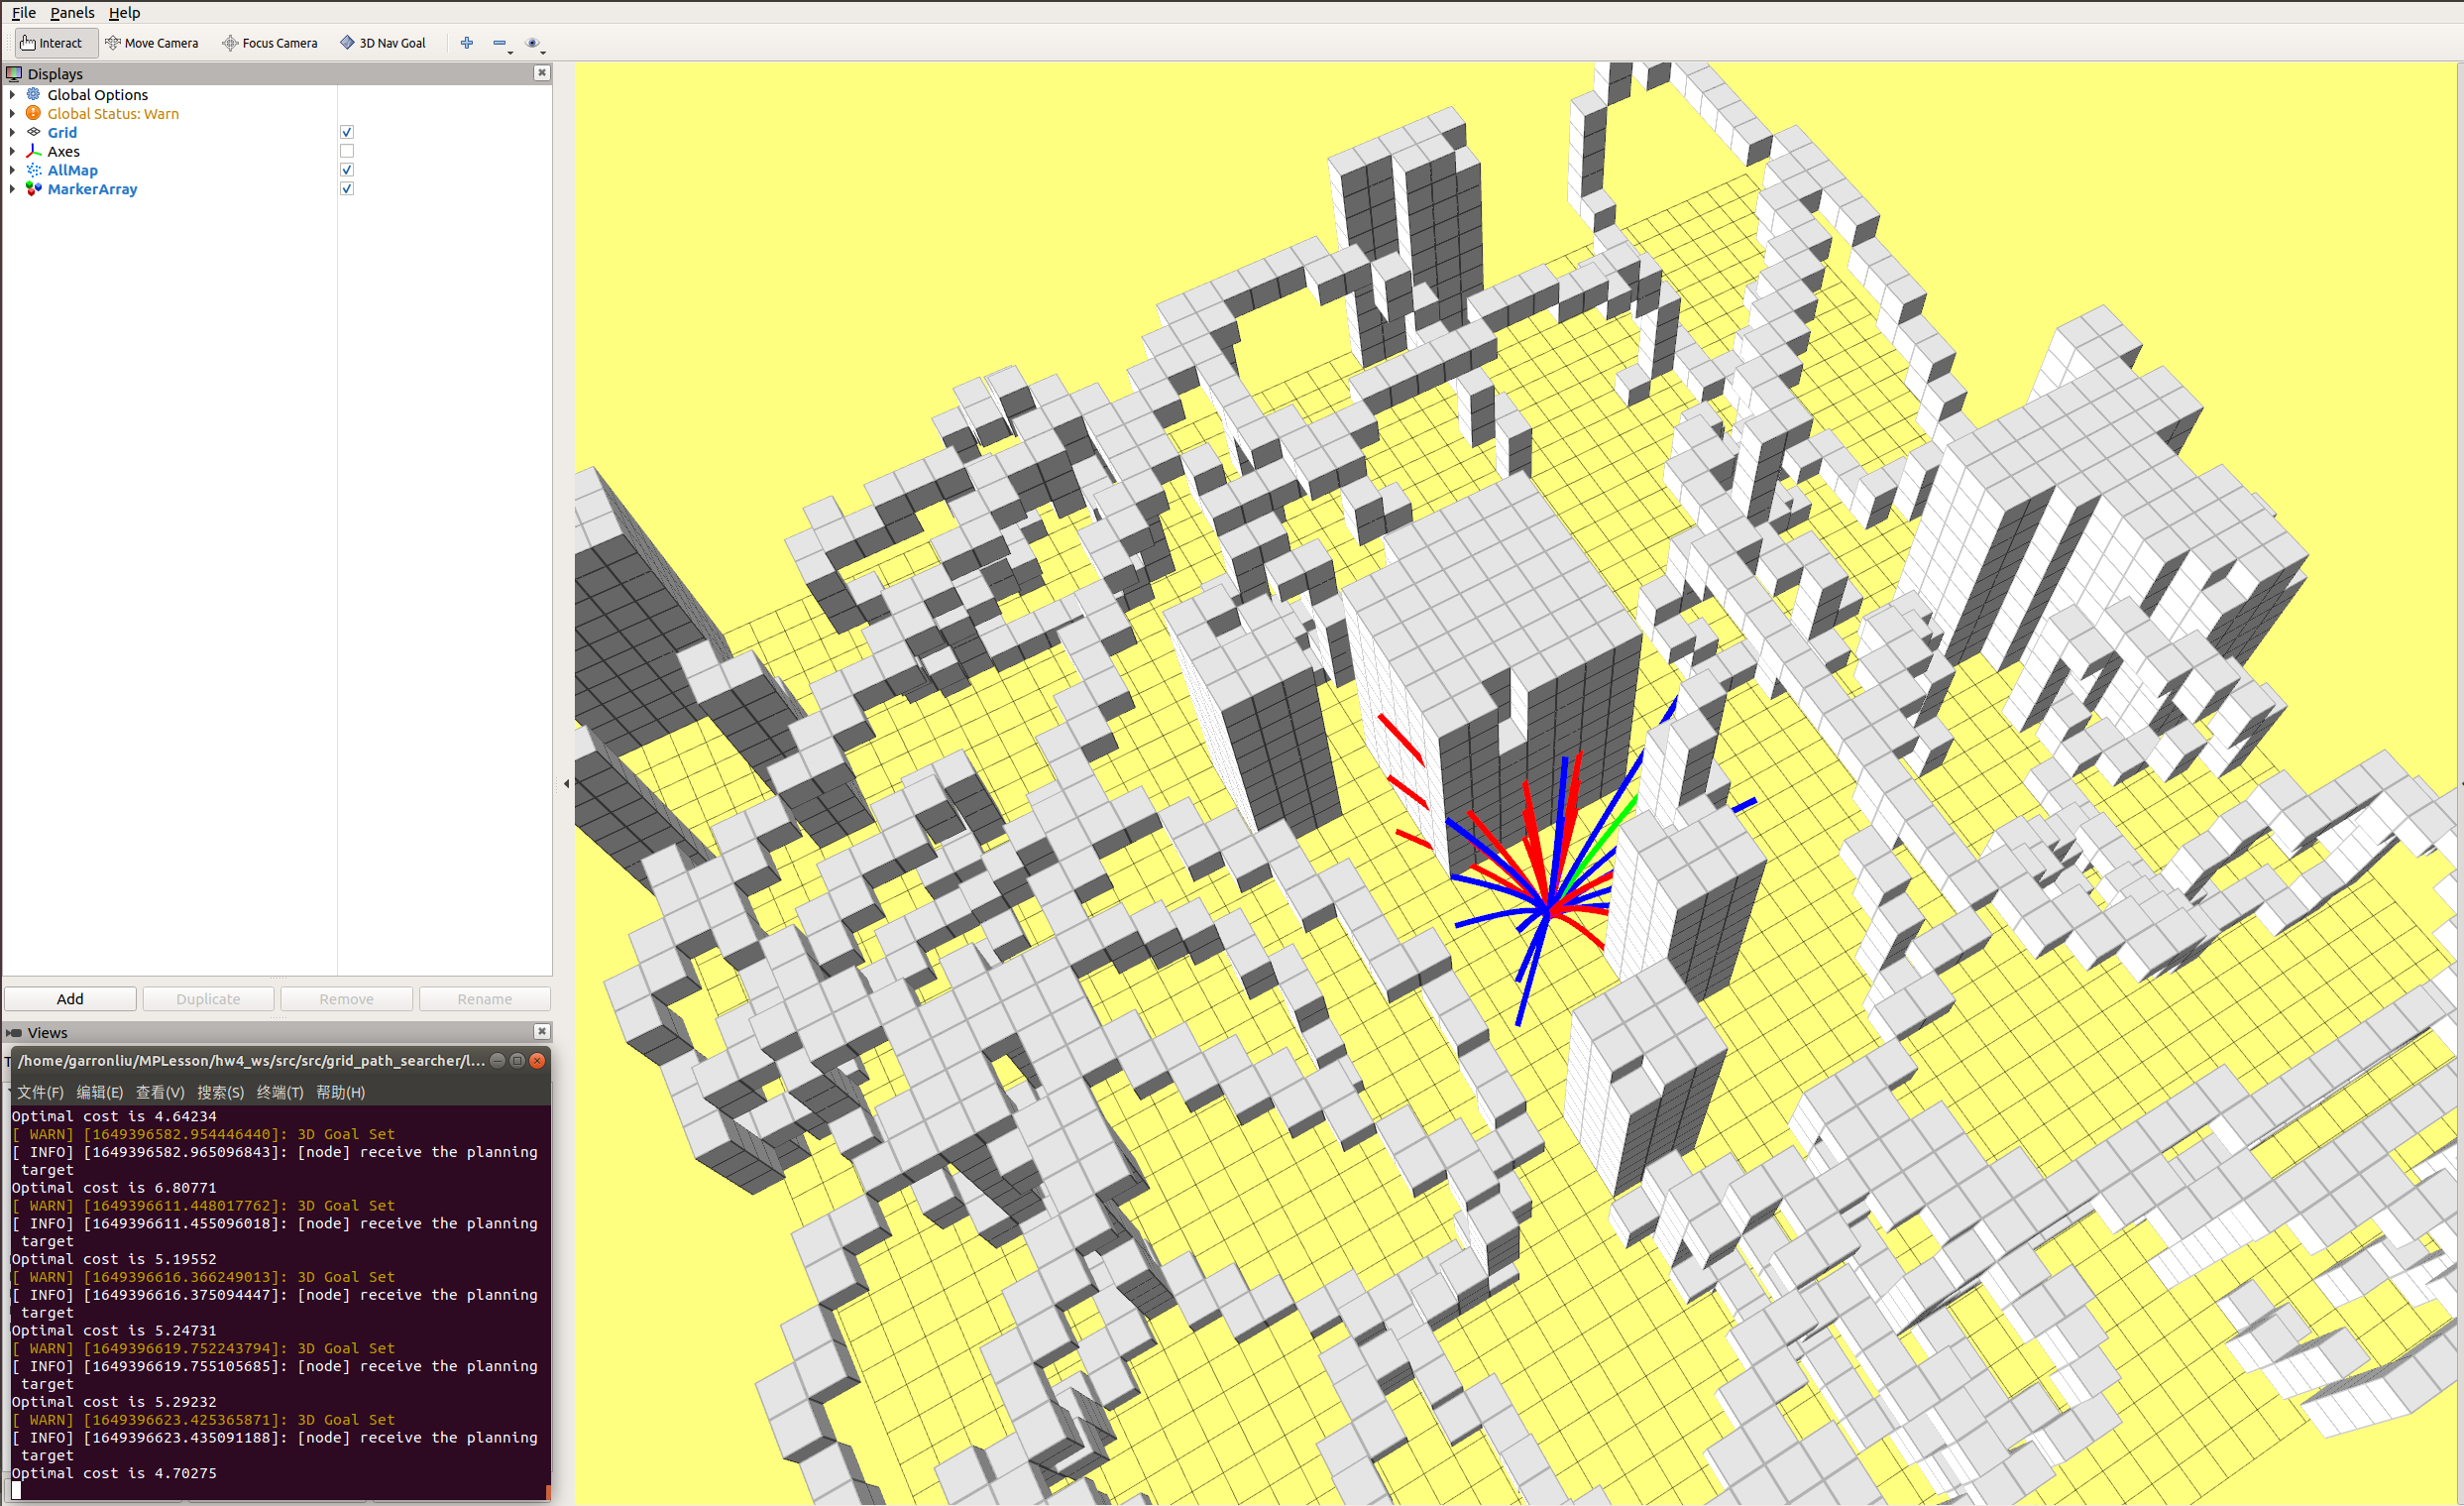 File Panels Help
Interact Move Camera Focus Camera 3D Nav Goal
Displays
Global Options
Global Status: Warn
Grid
Axes
AllMap
MarkerArray
Add Duplicate Remove Rename
Views
/home/garronliu/MPLesson/hw4_ws/src/src/grid_path_searcher/l...
文件(F) 编辑(E) 查看(V) 搜索(S) 终端(T) 帮助(H)
Optimal cost is 4.64234
[ WARN] [1649396582.954446440]: 3D Goal Set
[ INFO] [1649396582.965096843]: [node] receive the planning
target
Optimal cost is 6.80771
[ WARN] [1649396611.448017762]: 3D Goal Set
[ INFO] [1649396611.455096018]: [node] receive the planning
target
Optimal cost is 5.19552
[ WARN] [1649396616.366249013]: 3D Goal Set
[ INFO] [1649396616.375094447]: [node] receive the planning
target
Optimal cost is 5.24731
[ WARN] [1649396619.752243794]: 3D Goal Set
[ INFO] [1649396619.755105685]: [node] receive the planning
target
Optimal cost is 5.29232
[ WARN] [1649396623.425365871]: 3D Goal Set
[ INFO] [1649396623.435091188]: [node] receive the planning
target
Optimal cost is 4.70275